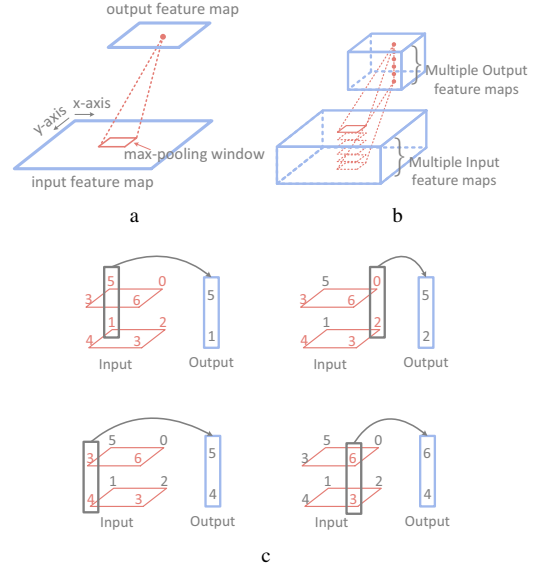 output feature map
x-axis
y-axis
max-pooling window
input feature map
a
Multiple Output
feature maps
Multiple Input
feature maps
b
5 0
3 6
1 2
4 3
Input
5
1
Output
5 0
3 6
1 2
4 3
Input
5
2
Output
5 0
3 6
1 2
4 3
Input
5
4
Output
5 0
3 6
1 2
4 3
Input
6
4
Output
c